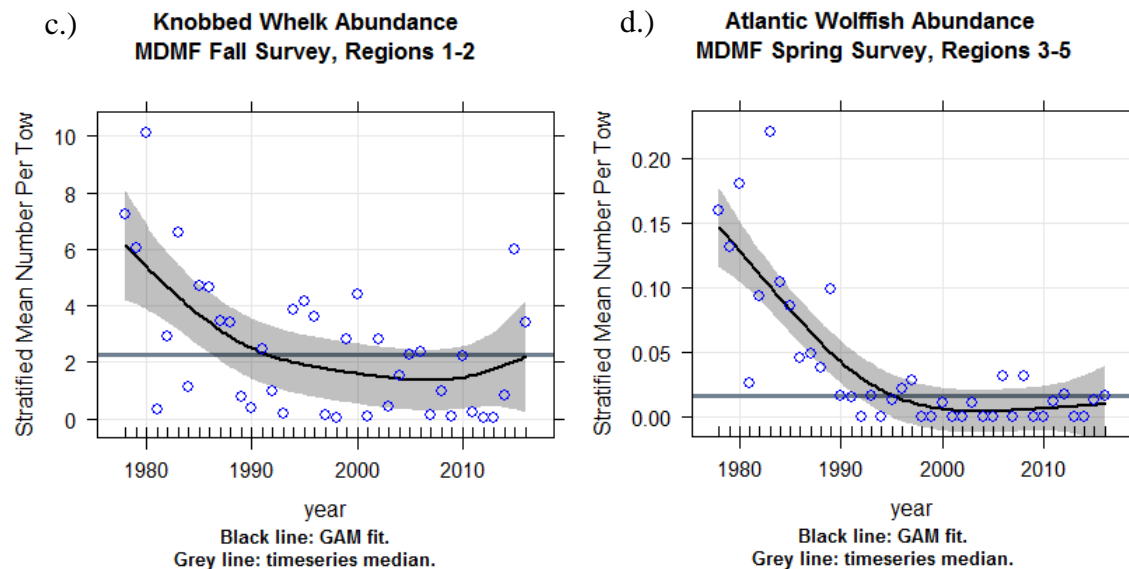 c.)
Knobbed Whelk Abundance
MDMF Fall Survey, Regions 1-2
Stratified Mean Number Per Tow
10
8
6
4
2
0
1980 1990 2000 2010
year
Black line: GAM fit.
Grey line: timeseries median.
d.)
Atlantic Wolffish Abundance
MDMF Spring Survey, Regions 3-5
Stratified Mean Number Per Tow
0.20
0.15
0.10
0.05
0.00
1980 1990 2000 2010
year
Black line: GAM fit.
Grey line: timeseries median.